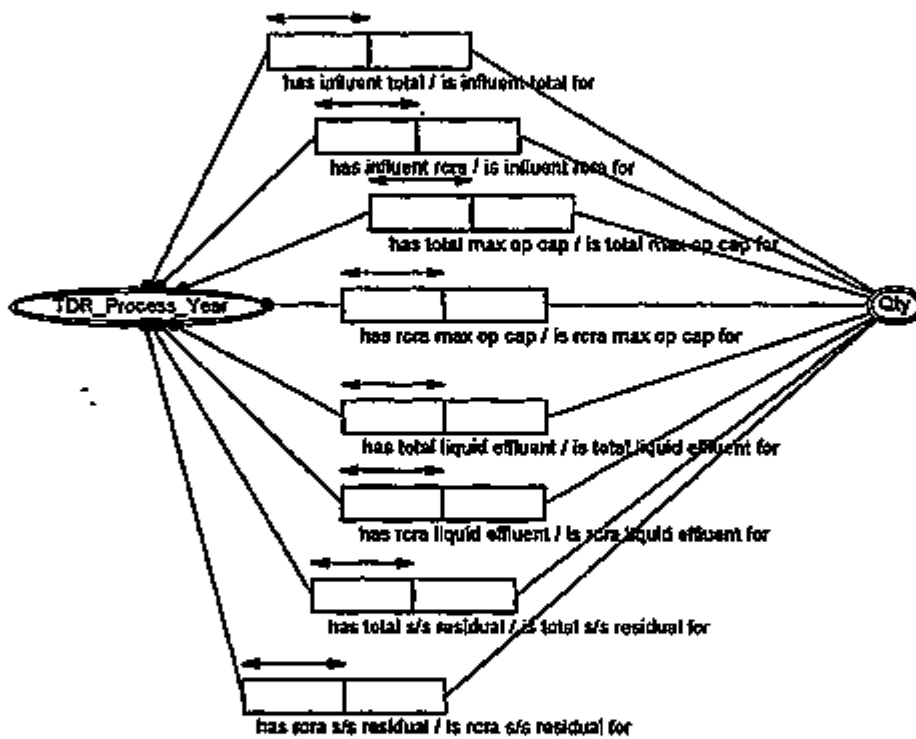 has influent total / is influent total for
has influent rcra / is influent rcra for
has total max op cap / is total max op cap for
TDR_Process_Year
Qty
has rcra max op cap / is rcra max op cap for
has total liquid effluent / is total liquid effluent for
has rcra liquid effluent / is rcra liquid effluent for
has total s/s residual / is total s/s residual for
has rcra s/s residual / is rcra s/s residual for